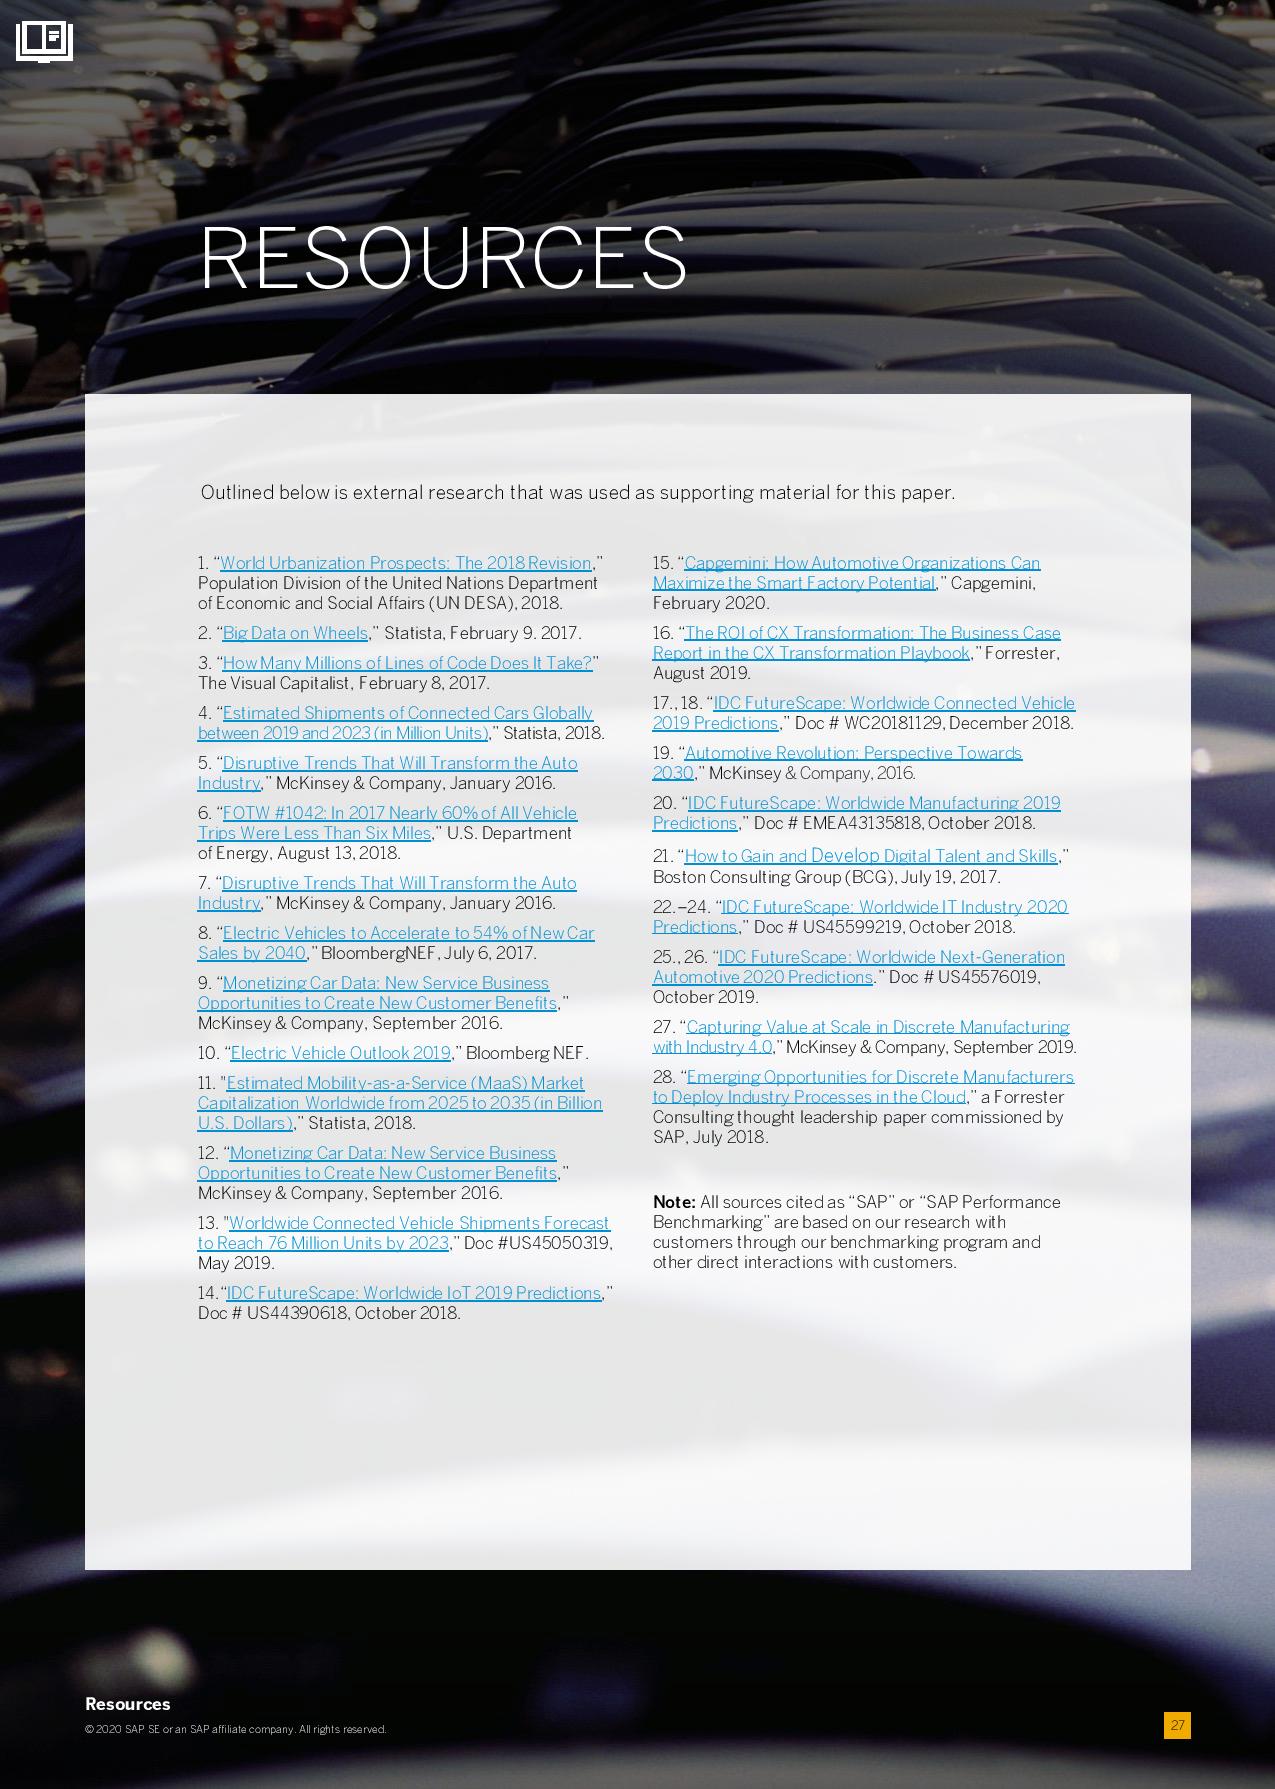 RESOURCES
Outlined below is external research that was used as supporting material for this paper.
1. “World Urbanization Prospects: The 2018 Revision,”
Population Division of the United Nations Department
of Economic and Social Affairs (UN DESA), 2018.
2. “Big Data on Wheels,” Statista, February 9. 2017.
3. “How Many Millions of Lines of Code Does It Take?”
The Visual Capitalist, February 8, 2017.
4. “Estimated Shipments of Connected Cars Globally
between 2019 and 2023 (in Million Units),” Statista, 2018.
5. “Disruptive Trends That Will Transform the Auto
Industry,” McKinsey & Company, January 2016.
6. “FOTW #1042: In 2017 Nearly 60% of All Vehicle
Trips Were Less Than Six Miles,” U.S. Department
of Energy, August 13, 2018.
7. “Disruptive Trends That Will Transform the Auto
Industry,” McKinsey & Company, January 2016.
8. “Electric Vehicles to Accelerate to 54% of New Car
Sales by 2040,” BloombergNEF, July 6, 2017.
9. “Monetizing Car Data: New Service Business
Opportunities to Create New Customer Benefits,”
McKinsey & Company, September 2016.
10. “Electric Vehicle Outlook 2019,” Bloomberg NEF.
11. "Estimated Mobility-as-a-Service (MaaS) Market
Capitalization Worldwide from 2025 to 2035 (in Billion
U.S. Dollars),” Statista, 2018.
12. “Monetizing Car Data: New Service Business
Opportunities to Create New Customer Benefits,”
McKinsey & Company, September 2016.
13. "Worldwide Connected Vehicle Shipments Forecast
to Reach 76 Million Units by 2023,” Doc #US45050319,
May 2019.
14.“IDC FutureScape: Worldwide IoT 2019 Predictions,”
Doc # US44390618, October 2018.
15. “Capgemini: How Automotive Organizations Can
Maximize the Smart Factory Potential,” Capgemini,
February 2020.
16. “The ROI of CX Transformation: The Business Case
Report in the CX Transformation Playbook,” Forrester,
August 2019.
17., 18. “IDC FutureScape: Worldwide Connected Vehicle
2019 Predictions,” Doc # WC20181129, December 2018.
19. “Automotive Revolution: Perspective Towards
2030,” McKinsey & Company, 2016.
20. “IDC FutureScape: Worldwide Manufacturing 2019
Predictions,” Doc # EMEA43135818, October 2018.
21. “How to Gain and Develop Digital Talent and Skills,”
Boston Consulting Group (BCG), July 19, 2017.
22.–24. “IDC FutureScape: Worldwide IT Industry 2020
Predictions,” Doc # US45599219, October 2018.
25., 26. “IDC FutureScape: Worldwide Next-Generation
Automotive 2020 Predictions.” Doc # US45576019,
October 2019.
27. “Capturing Value at Scale in Discrete Manufacturing
with Industry 4.0,” McKinsey & Company, September 2019.
28. “Emerging Opportunities for Discrete Manufacturers
to Deploy Industry Processes in the Cloud,” a Forrester
Consulting thought leadership paper commissioned by
SAP, July 2018.
Note: All sources cited as “SAP” or “SAP Performance
Benchmarking” are based on our research with
customers through our benchmarking program and
other direct interactions with customers.
Resources
© 2020 SAP SE or an SAP affiliate company. All rights reserved.
27